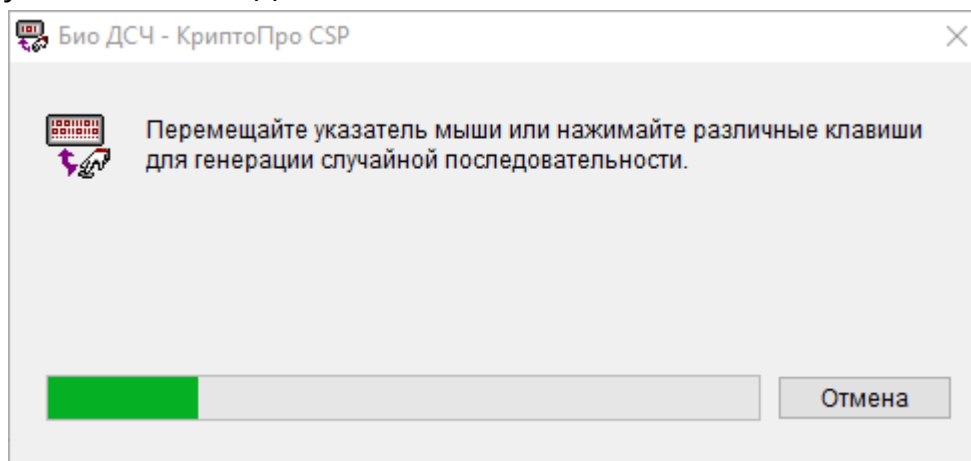 Био ДСЧ - КриптоПро CSP
Перемещайте указатель мыши или нажимайте различные клавиши
для генерации случайной последовательности.
Отмена